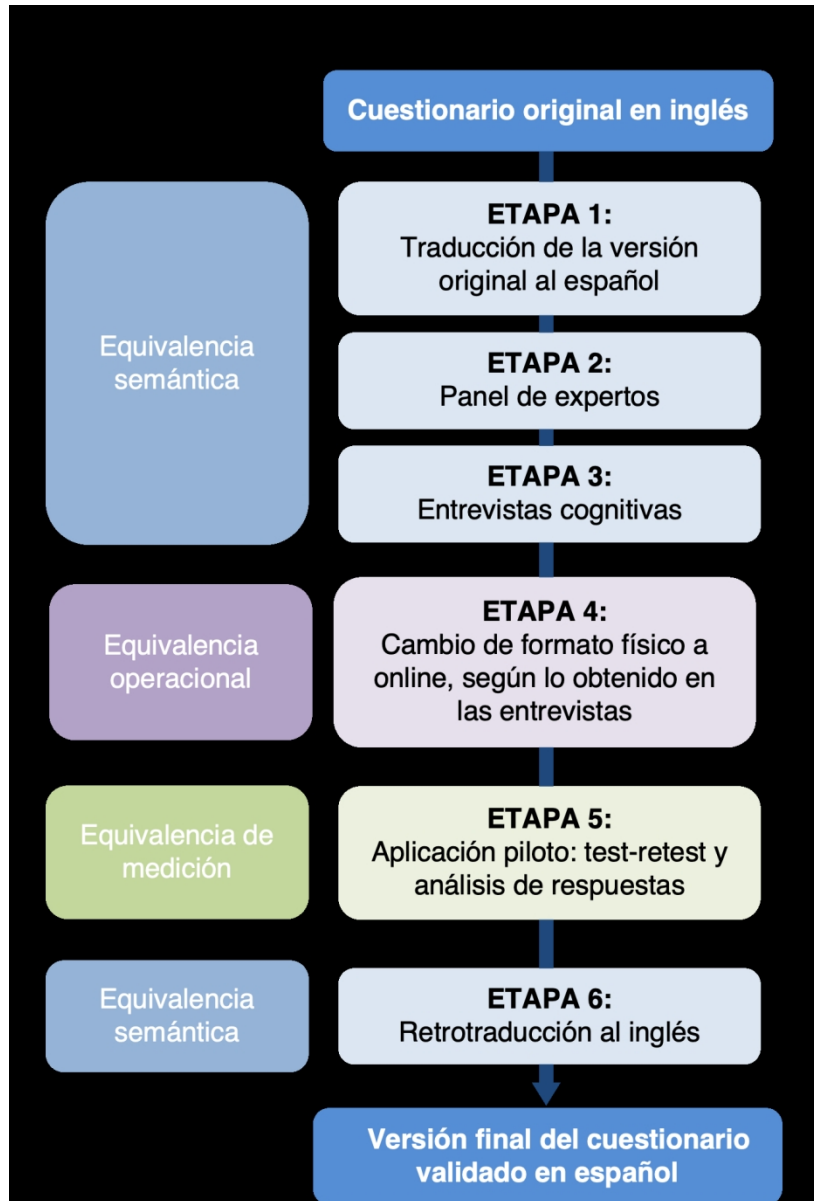 Cuestionario original en inglés
Equivalencia
semántica
ETAPA 1:
Traducción de la versión
original al español
ETAPA 2:
Panel de expertos
ETAPA 3:
Entrevistas cognitivas
Equivalencia
operacional
ETAPA 4:
Cambio de formato físico a
online, según lo obtenido en
las entrevistas
Equivalencia de
medición
ETAPA 5:
Aplicación piloto: test-retest y
análisis de respuestas
Equivalencia
semántica
ETAPA 6:
Retrotraducción al inglés
Versión final del cuestionario
validado en español